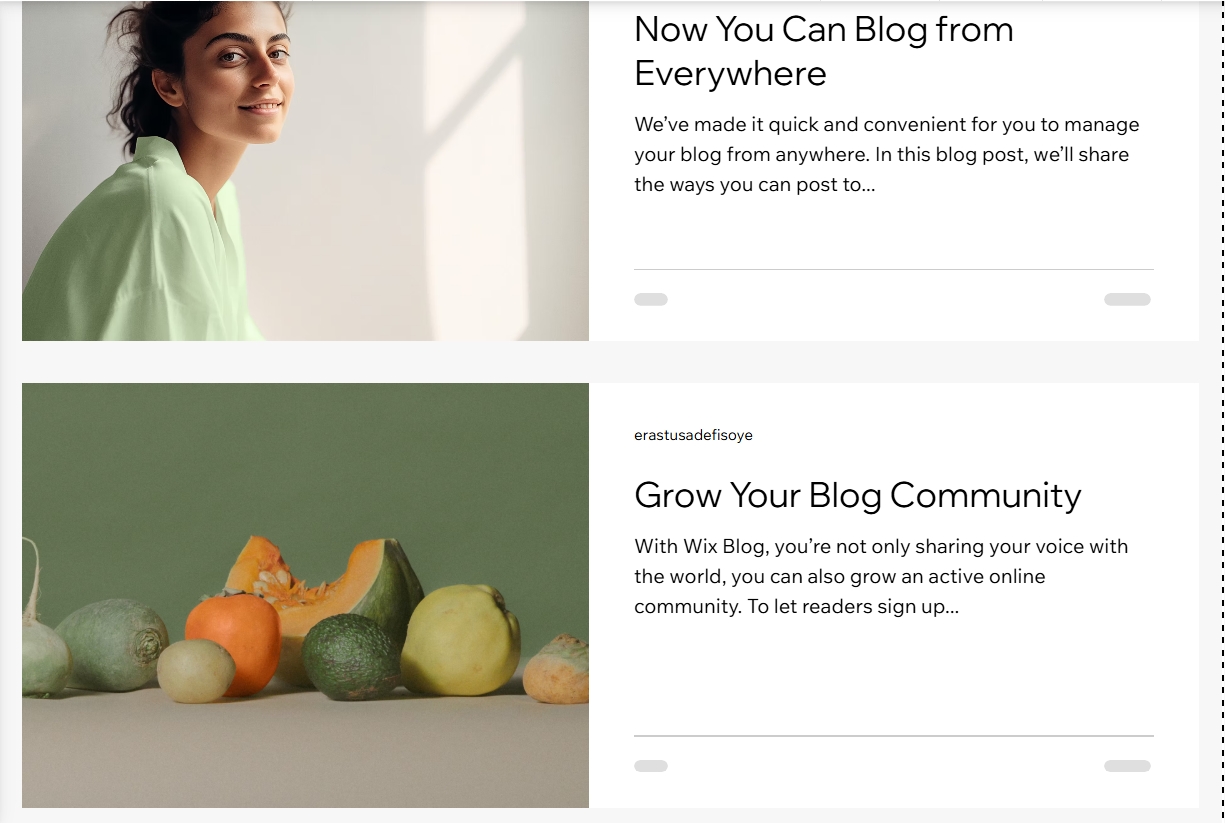 Now You Can Blog from
Everywhere
We’ve made it quick and convenient for you to manage
your blog from anywhere. In this blog post, we’ll share
the ways you can post to...
erastusadefisoye
Grow Your Blog Community
With Wix Blog, you’re not only sharing your voice with
the world, you can also grow an active online
community. To let readers sign up...